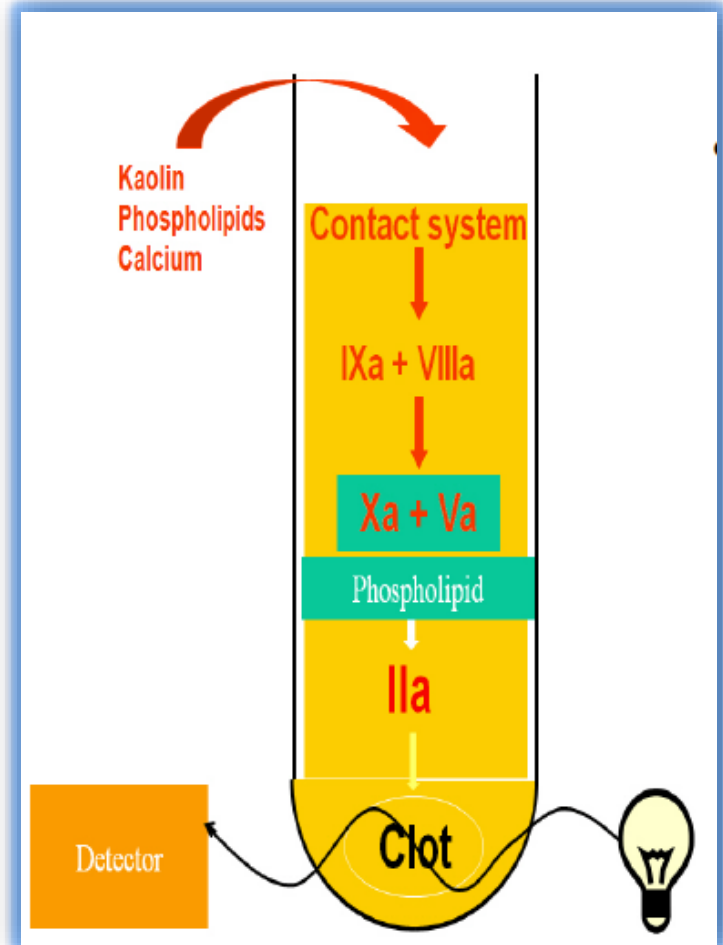 Kaolin
Phospholipids
Calcium
Contact system
IXa + VIIIa
Xa + Va
Phospholipid
IIa
Clot
Detector